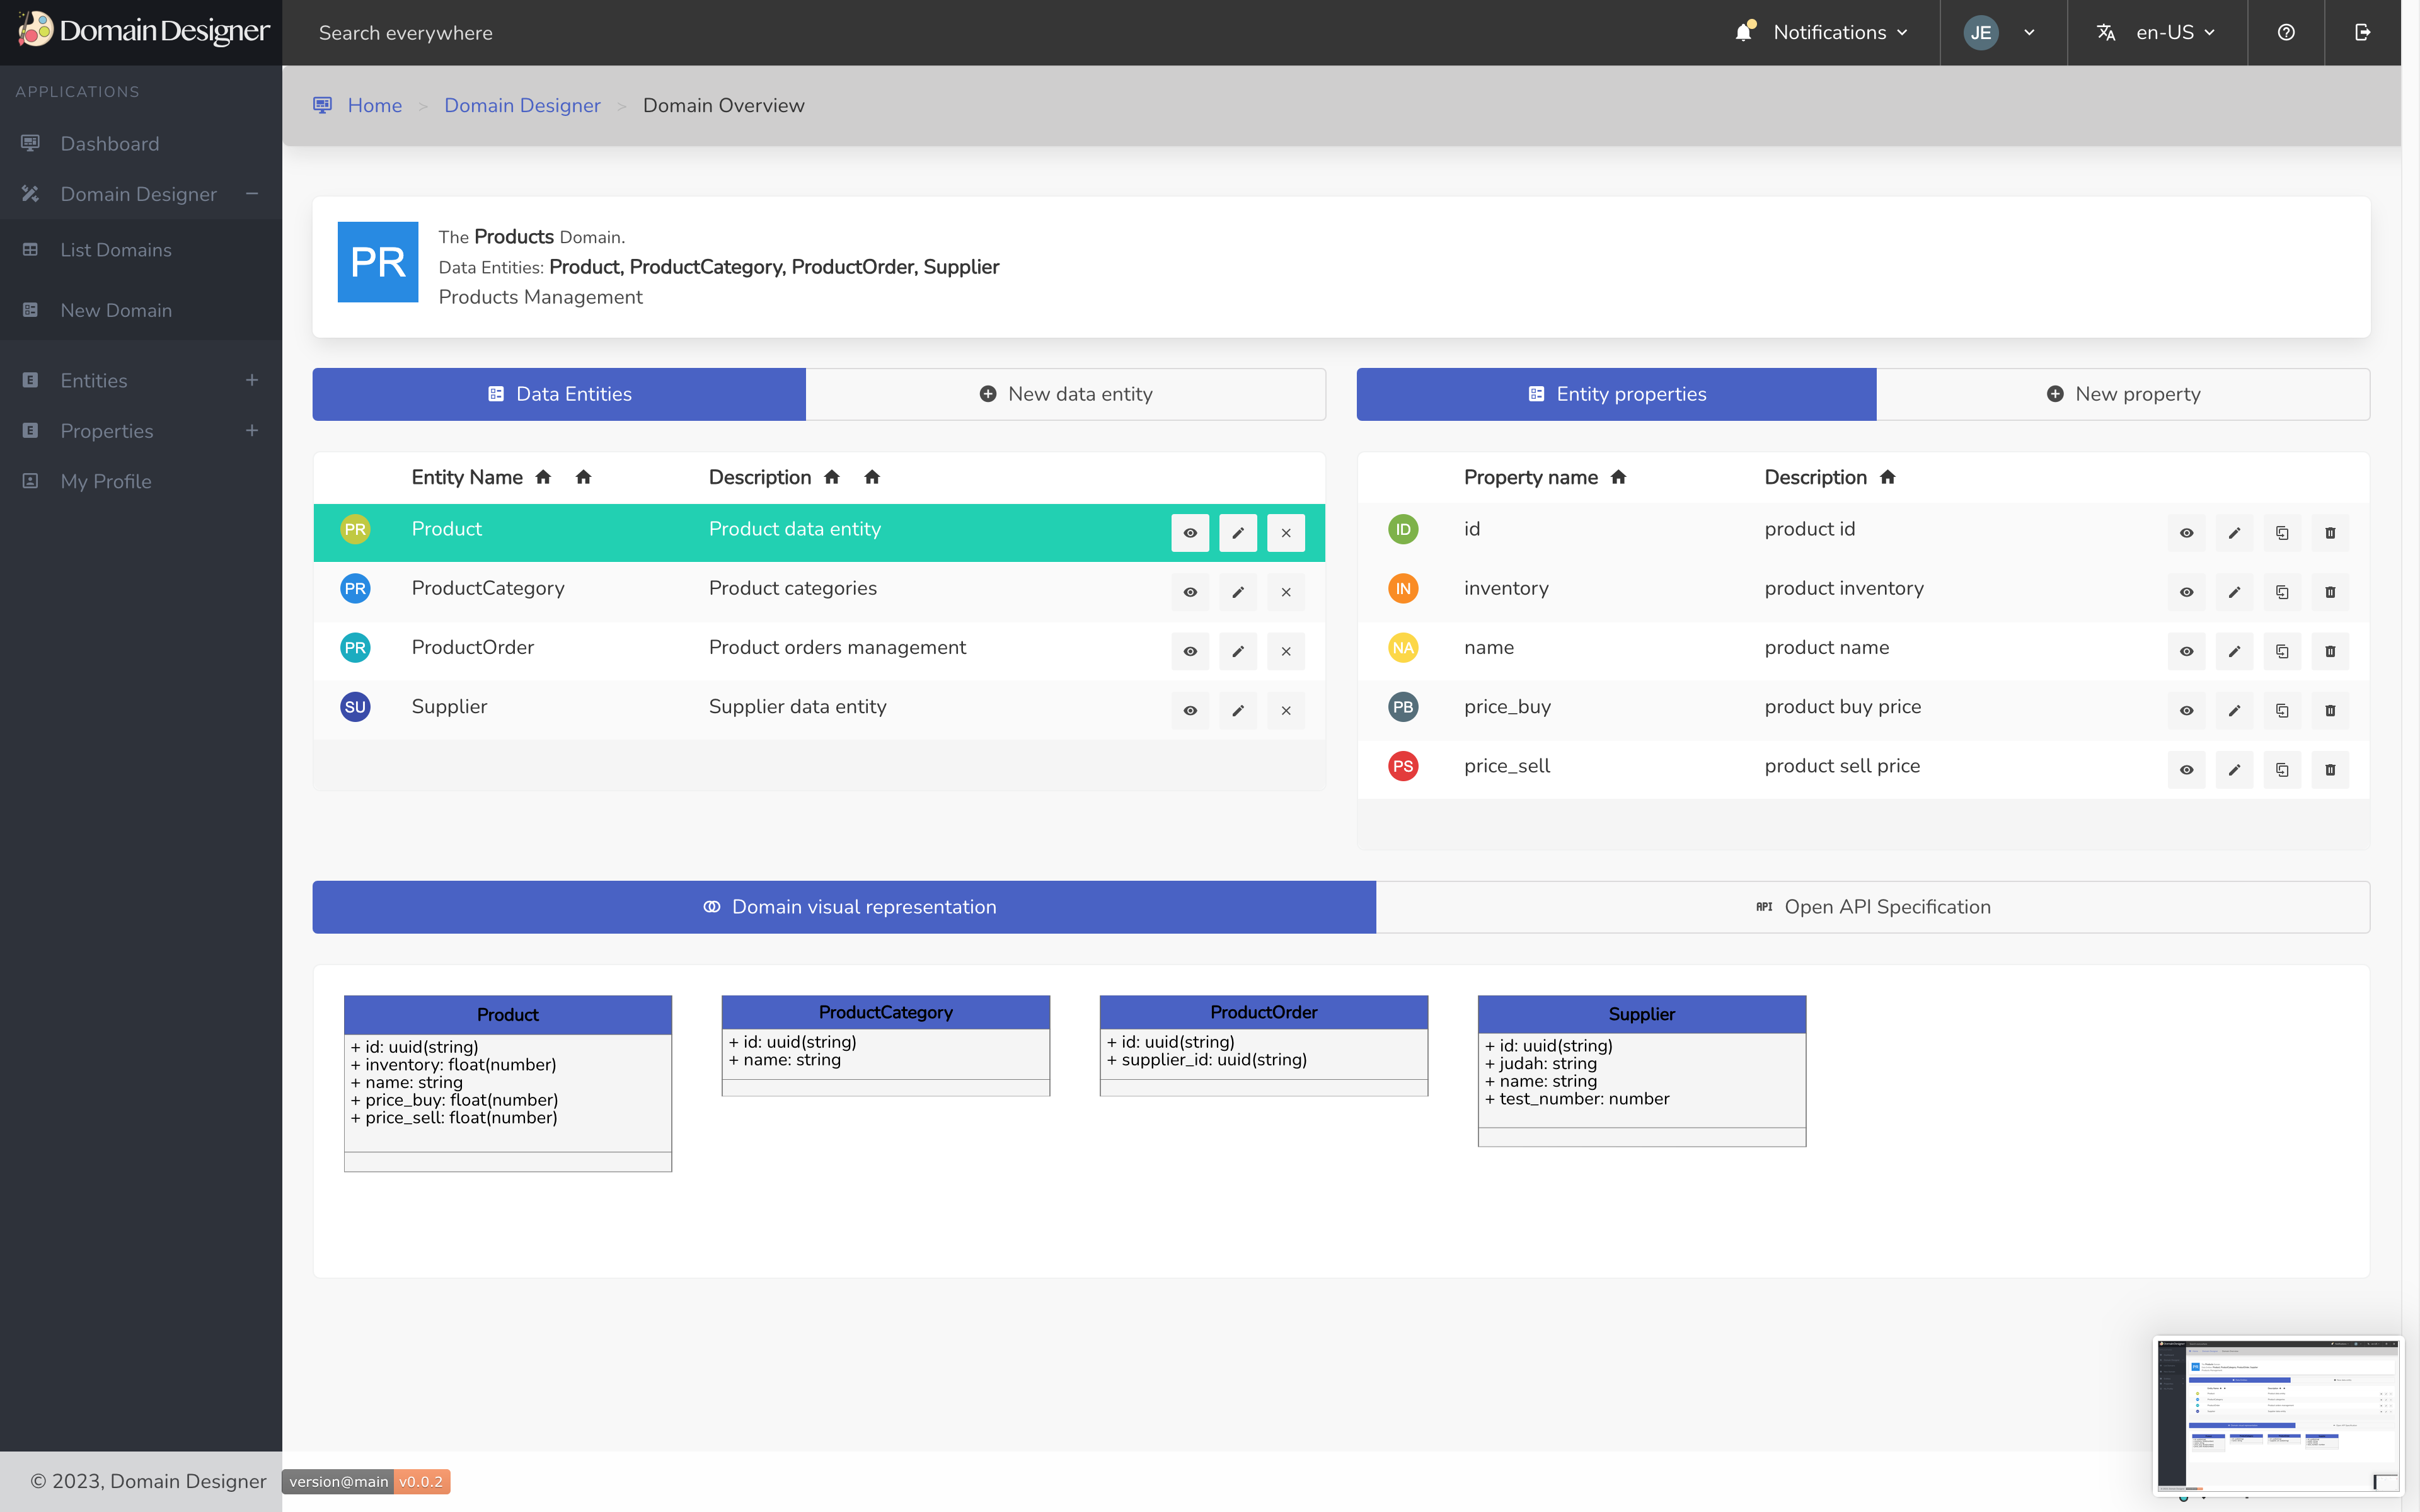 Domain Designer
Search everywhere
Notifications
JE
en-US
APPLICATIONS
Dashboard
Domain Designer
List Domains
New Domain
Entities
Properties
My Profile
Home > Domain Designer > Domain Overview
PR
The Products Domain.
Data Entities: Product, ProductCategory, ProductOrder, Supplier
Products Management
Data Entities
New data entity
Entity Name Description
PR Product Product data entity
PR ProductCategory Product categories
PR ProductOrder Product orders management
SU Supplier Supplier data entity
Entity properties
New property
Property name Description
ID id product id
IN inventory product inventory
NA name product name
PB price_buy product buy price
PS price_sell product sell price
Domain visual representation
API Open API Specification
Product
+ id: uuid(string)
+ inventory: float(number)
+ name: string
+ price_buy: float(number)
+ price_sell: float(number)
ProductCategory
+ id: uuid(string)
+ name: string
ProductOrder
+ id: uuid(string)
+ supplier_id: uuid(string)
Supplier
+ id: uuid(string)
+ judah: string
+ name: string
+ test_number: number
© 2023, Domain Designer
version@main v0.0.2